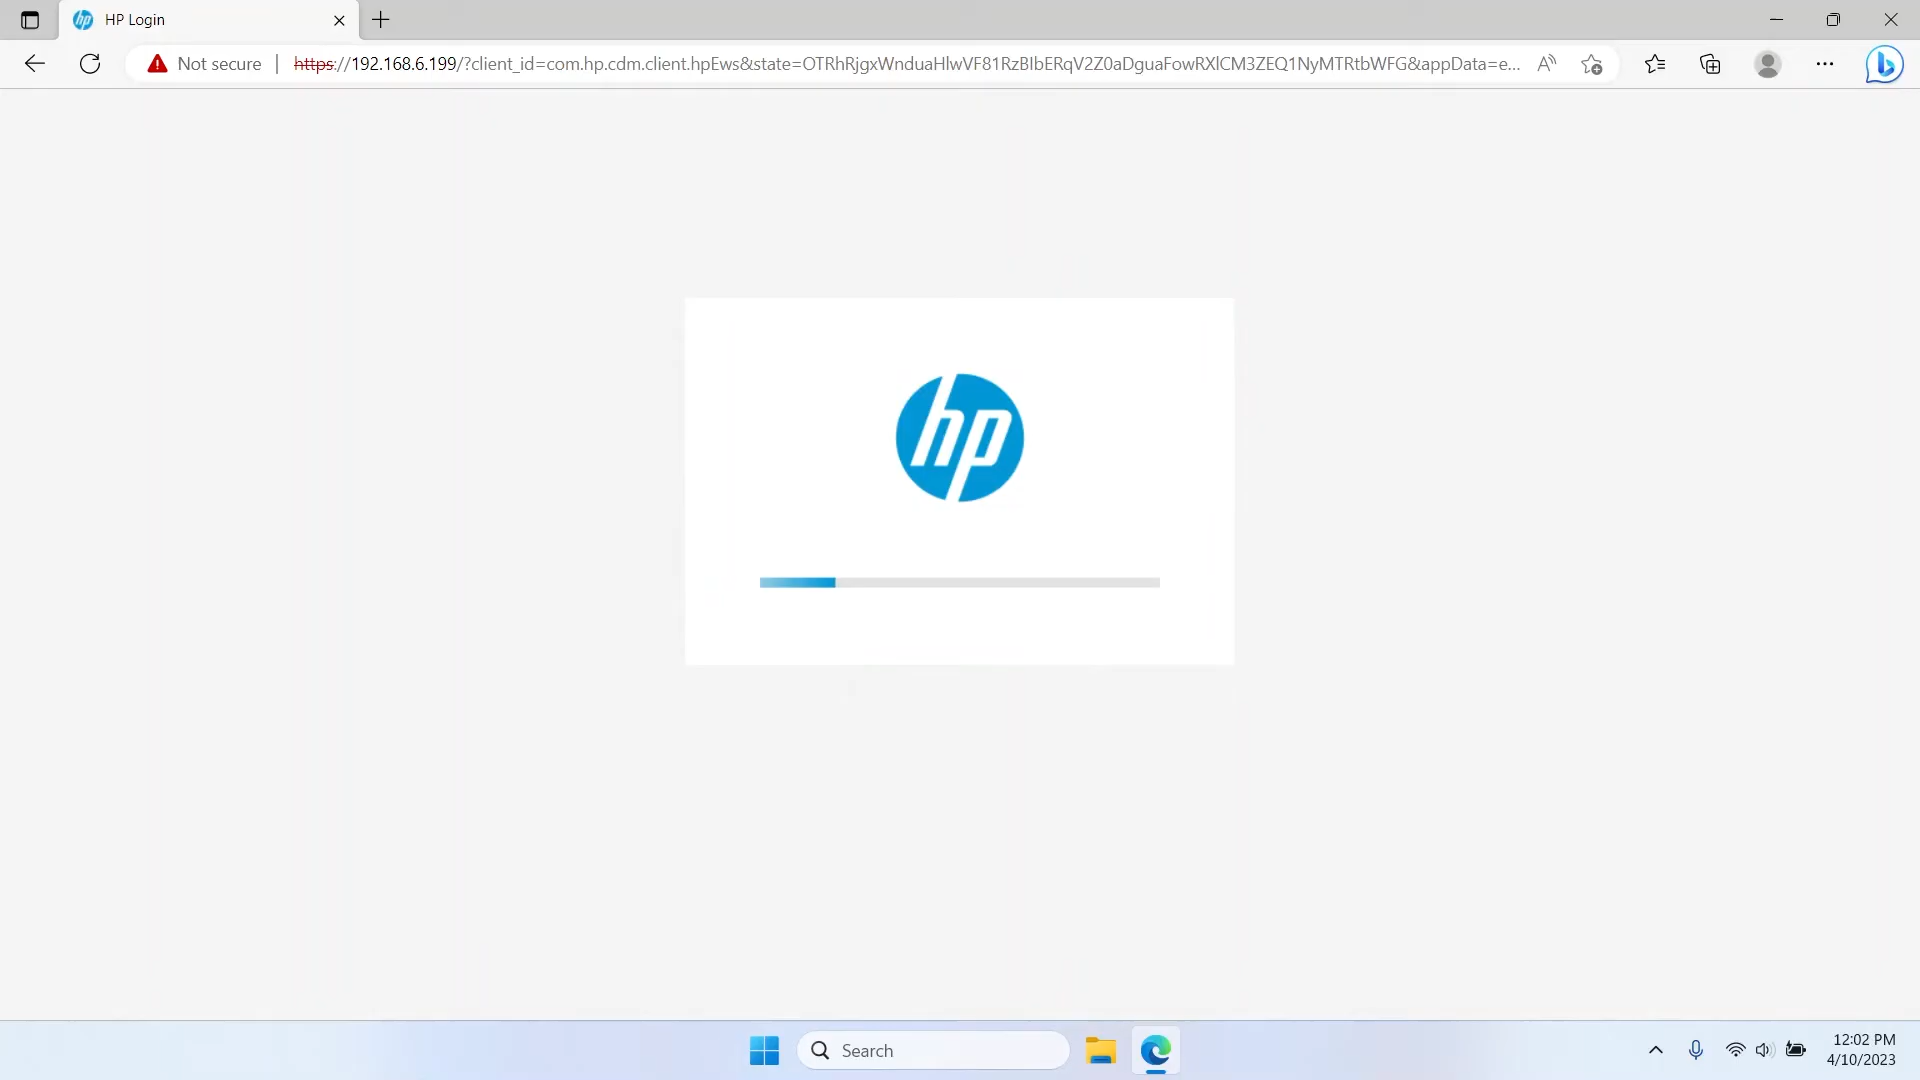 HP Login
Not secure https://192.168.6.199/?client_id=com.hp.cdm.client.hpEws&state=OTRhRjgxWnduaHlwVF81RzBIbERqV2Z0aDguaFowRXlCM3ZEQ1NyMTRtbWFG&appData=e...
hp
Search
12:02 PM
4/10/2023